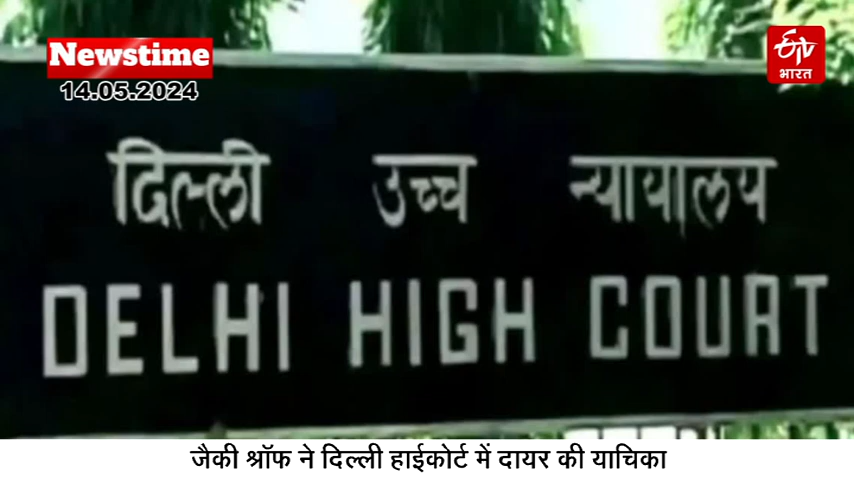 Newstime
14.05.2024
ETV
भारत
दिल्ली उच्च न्यायालय
DELHI HIGH COURT
जैकी श्रॉफ ने दिल्ली हाईकोर्ट में दायर की याचिका